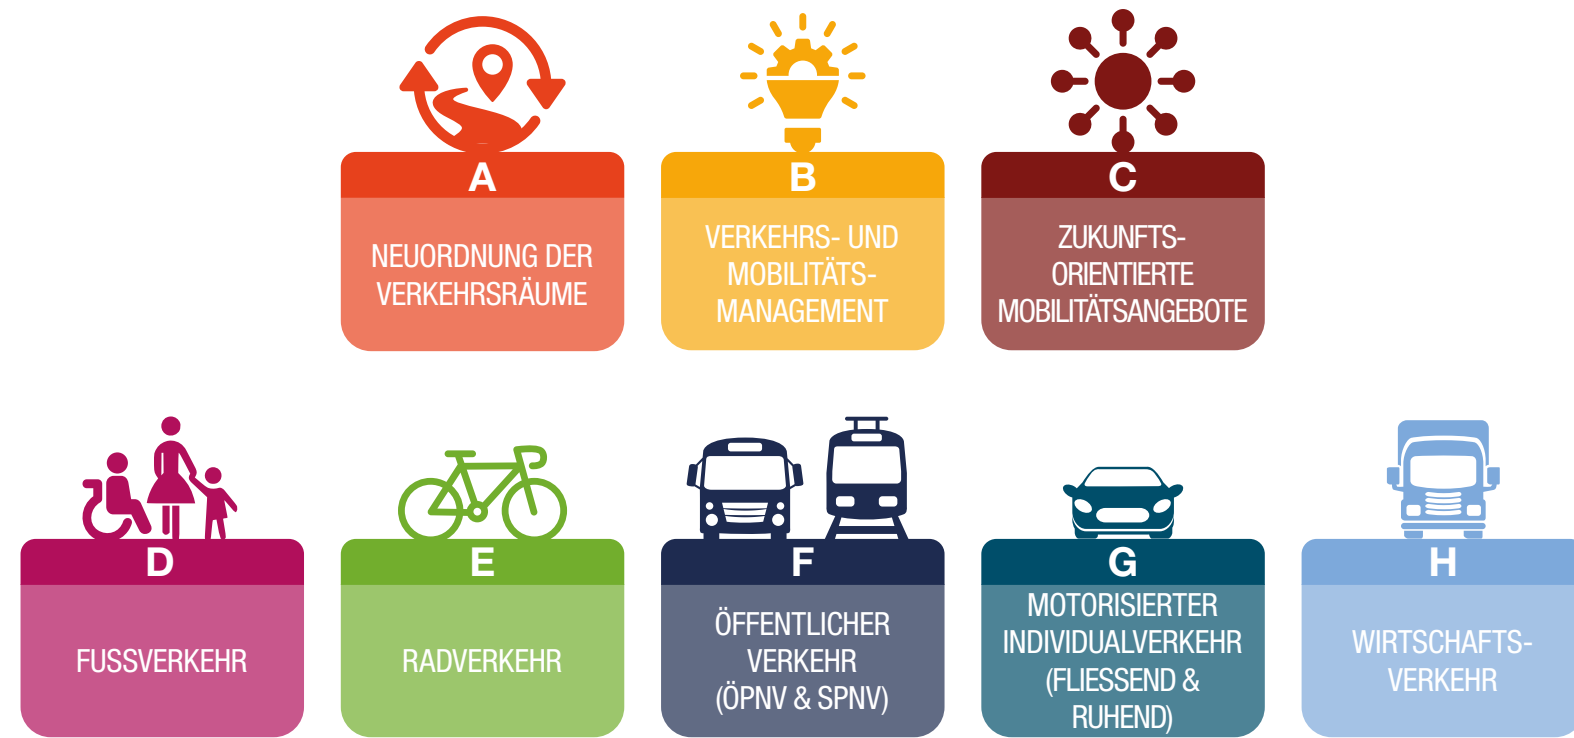 A
NEUORDNUNG DER
VERKEHRSRÄUME
B
VERKEHRS- UND
MOBILITÄTS-
MANAGEMENT
C
ZUKUNFTS-
ORIENTIERTE
MOBILITÄTSANGEBOTE
D
FUSSVERKEHR
E
RADVERKEHR
F
ÖFFENTLICHER
VERKEHR
(ÖPNV & SPNV)
G
MOTORISIERTER
INDIVIDUALVERKEHR
(FLIESSEND &
RUHEND)
H
WIRTSCHAFTS-
VERKEHR